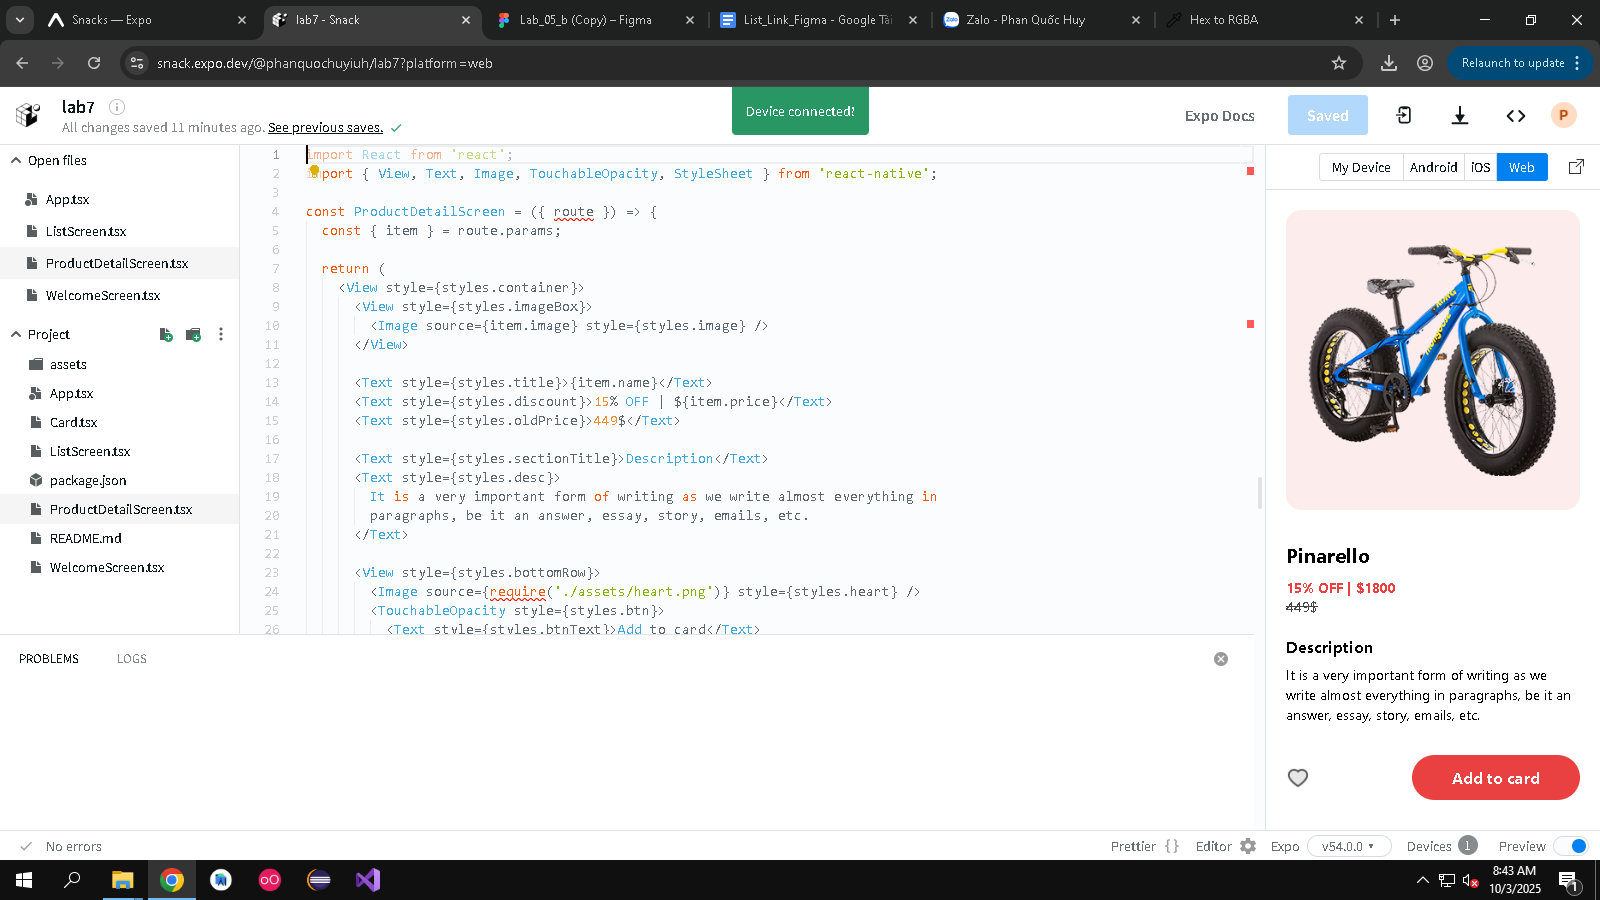 Snacks — Expo
lab7 - Snack
Lab_05_b (Copy) – Figma
List_Link_Figma - Google Tài
Zalo - Phan Quốc Huy
Hex to RGBA
snack.expo.dev/@phanquochuyiuh/lab7?platform=web
Relaunch to update
lab7
All changes saved 11 minutes ago. See previous saves.
Device connected!
Expo Docs
Saved
P
Open files
App.tsx
ListScreen.tsx
ProductDetailScreen.tsx
WelcomeScreen.tsx
Project
assets
App.tsx
Card.tsx
ListScreen.tsx
package.json
ProductDetailScreen.tsx
README.md
WelcomeScreen.tsx
1 import React from 'react';
2 import { View, Text, Image, TouchableOpacity, StyleSheet } from 'react-native';
3
4 const ProductDetailScreen = ({ route }) => {
5 const { item } = route.params;
6
7 return (
8 <View style={styles.container}>
9 <View style={styles.imageBox}>
10 <Image source={item.image} style={styles.image} />
11 </View>
12
13 <Text style={styles.title}>{item.name}</Text>
14 <Text style={styles.discount}>15% OFF | ${item.price}</Text>
15 <Text style={styles.oldPrice}>449$</Text>
16
17 <Text style={styles.sectionTitle}>Description</Text>
18 <Text style={styles.desc}>
19 It is a very important form of writing as we write almost everything in
20 paragraphs, be it an answer, essay, story, emails, etc.
21 </Text>
22
23 <View style={styles.bottomRow}>
24 <Image source={require('./assets/heart.png')} style={styles.heart} />
25 <TouchableOpacity style={styles.btn}>
26 <Text style={styles.btnText}>Add to card</Text>
My Device
Android
iOS
Web
Pinarello
15% OFF | $1800
449$
Description
It is a very important form of writing as we
write almost everything in paragraphs, be it an
answer, essay, story, emails, etc.
Add to card
PROBLEMS
LOGS
No errors
Prettier { }
Editor
Expo
v54.0.0
Devices 1
Preview
8:43 AM
10/3/2025
1